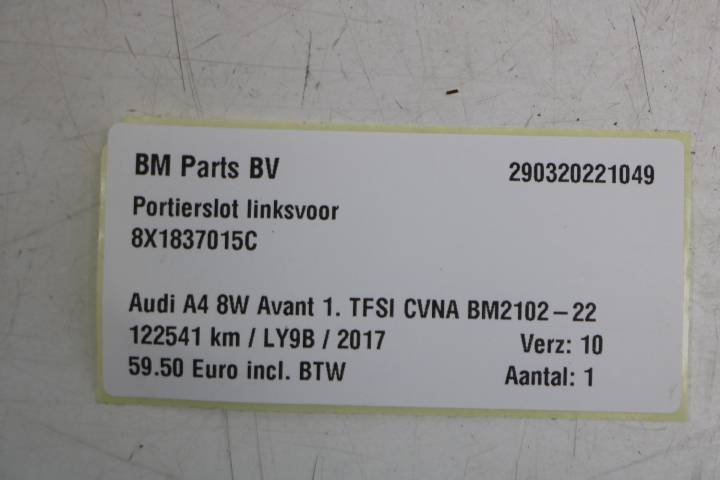 BM Parts BV 290320221049
Portierslot linksvoor
8X1837015C
Audi A4 8W Avant 1. TFSI CVNA BM2102-22
122541 km / LY9B / 2017 Verz: 10
59.50 Euro incl. BTW Aantal: 1